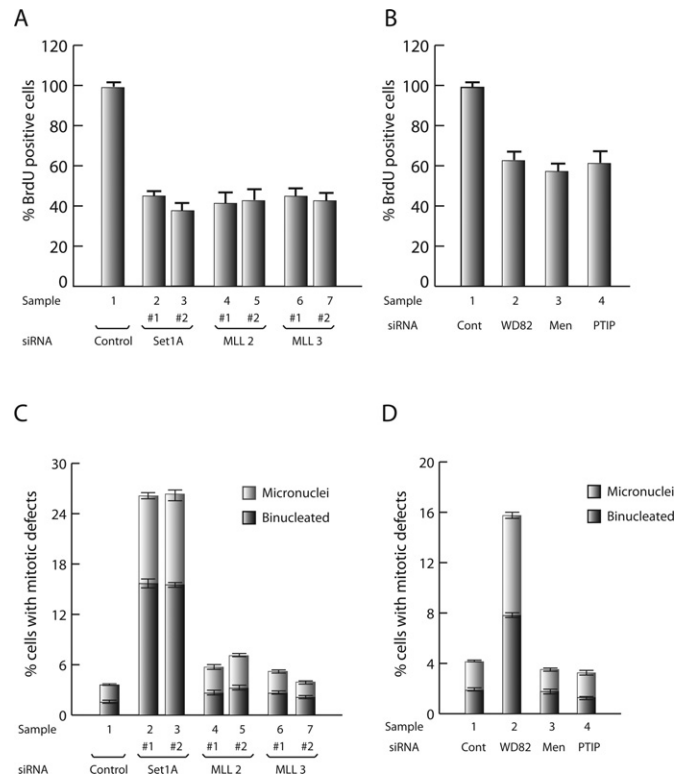 A
% BrdU positive cells
120
100
80
60
40
20
0
Sample 1 2 3 4 5 6 7
#1 #2 #1 #2 #1 #2
siRNA Control Set1A MLL 2 MLL 3
B
% BrdU positive cells
120
100
80
60
40
20
0
Sample 1 2 3 4
siRNA Cont WD82 Men PTIP
C
% cells with mitotic defects
30
24
18
12
6
0
Micronuclei
Binucleated
Sample 1 2 3 4 5 6 7
#1 #2 #1 #2 #1 #2
siRNA Control Set1A MLL 2 MLL 3
D
% cells with mitotic defects
20
16
12
8
4
0
Micronuclei
Binucleated
Sample 1 2 3 4
siRNA Cont WD82 Men PTIP